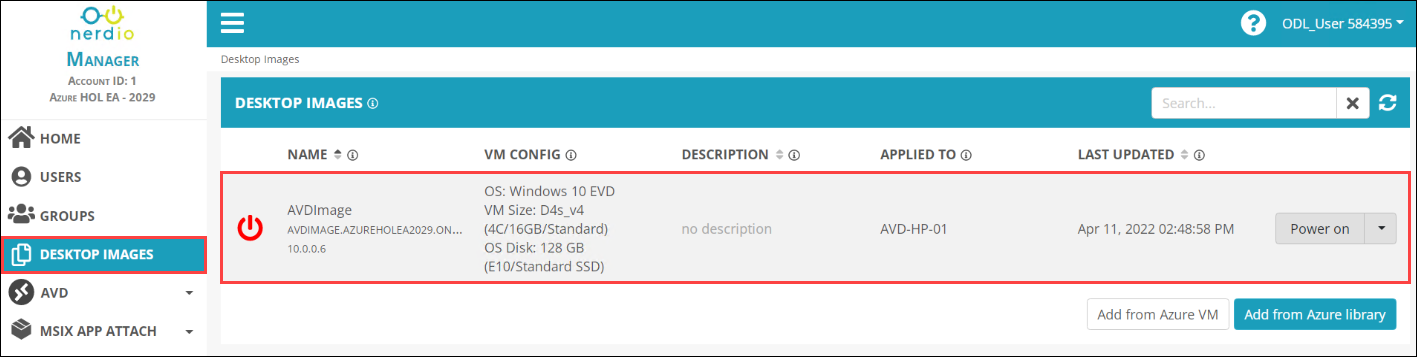 nerdio
MANAGER
ACCOUNT ID: 1
AZURE HOL EA - 2029
HOME
USERS
GROUPS
DESKTOP IMAGES
AVD
MSIX APP ATTACH
? ODL_User 584395
Desktop Images
DESKTOP IMAGES
Search...
NAME VM CONFIG DESCRIPTION APPLIED TO LAST UPDATED
AVDImage
AVDIMAGE.AZUREHOLEA2029.ON...
10.0.0.6
OS: Windows 10 EVD
VM Size: D4s_v4
(4C/16GB/Standard)
OS Disk: 128 GB
(E10/Standard SSD)
no description
AVD-HP-01
Apr 11, 2022 02:48:58 PM
Power on
Add from Azure VM
Add from Azure library